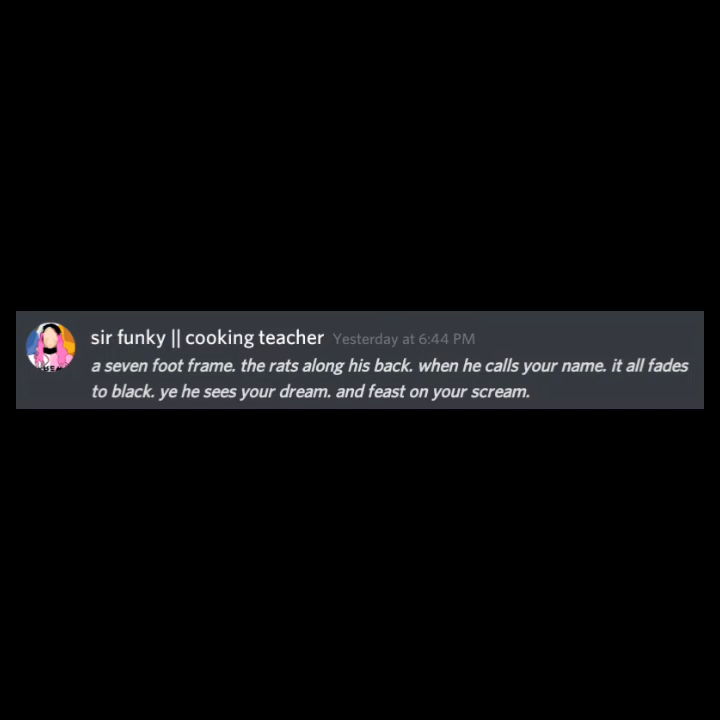 sir funky || cooking teacher Yesterday at 6:44 PM
a seven foot frame. the rats along his back. when he calls your name. it all fades
to black. ye he sees your dream. and feast on your scream.